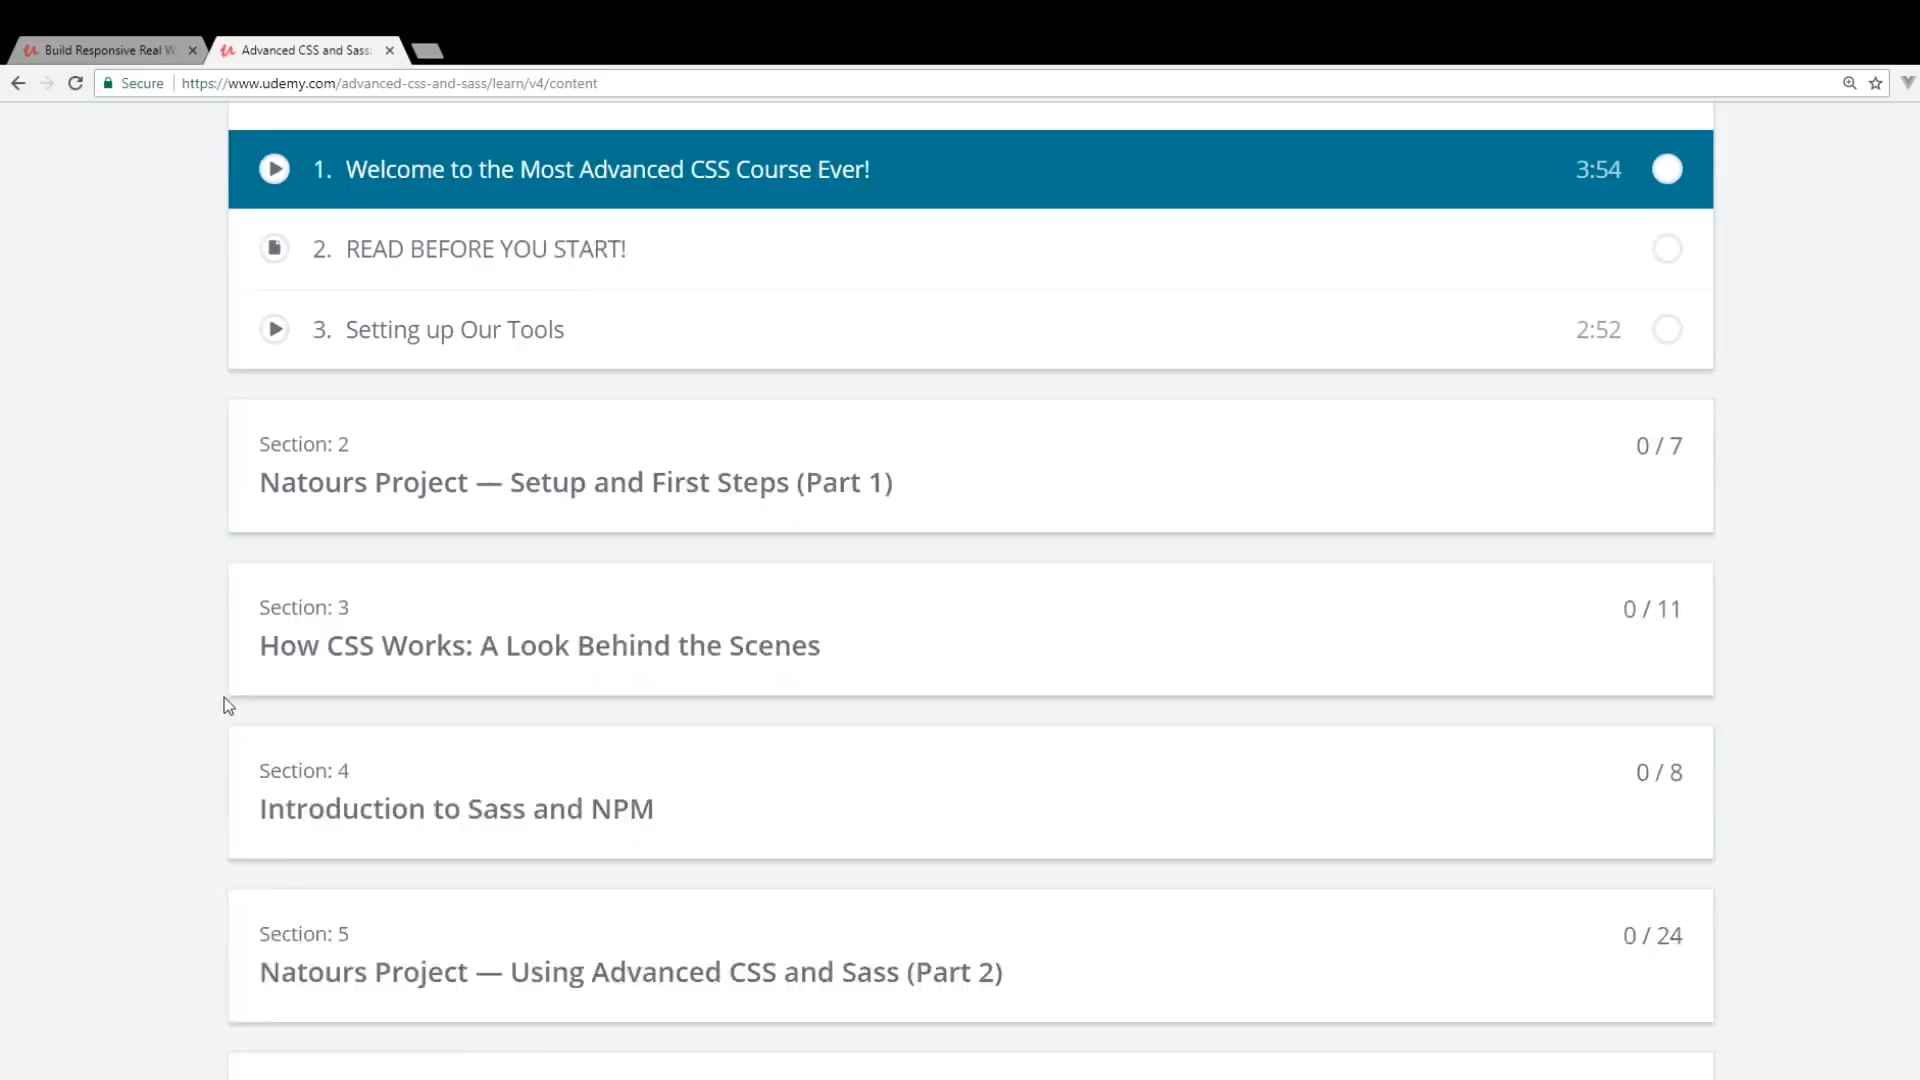 Build Responsive Real W
Advanced CSS and Sass:
Secure https://www.udemy.com/advanced-css-and-sass/learn/v4/content
1. Welcome to the Most Advanced CSS Course Ever! 3:54
2. READ BEFORE YOU START!
3. Setting up Our Tools 2:52
Section: 2 0 / 7
Natours Project — Setup and First Steps (Part 1)
Section: 3 0 / 11
How CSS Works: A Look Behind the Scenes
Section: 4 0 / 8
Introduction to Sass and NPM
Section: 5 0 / 24
Natours Project — Using Advanced CSS and Sass (Part 2)